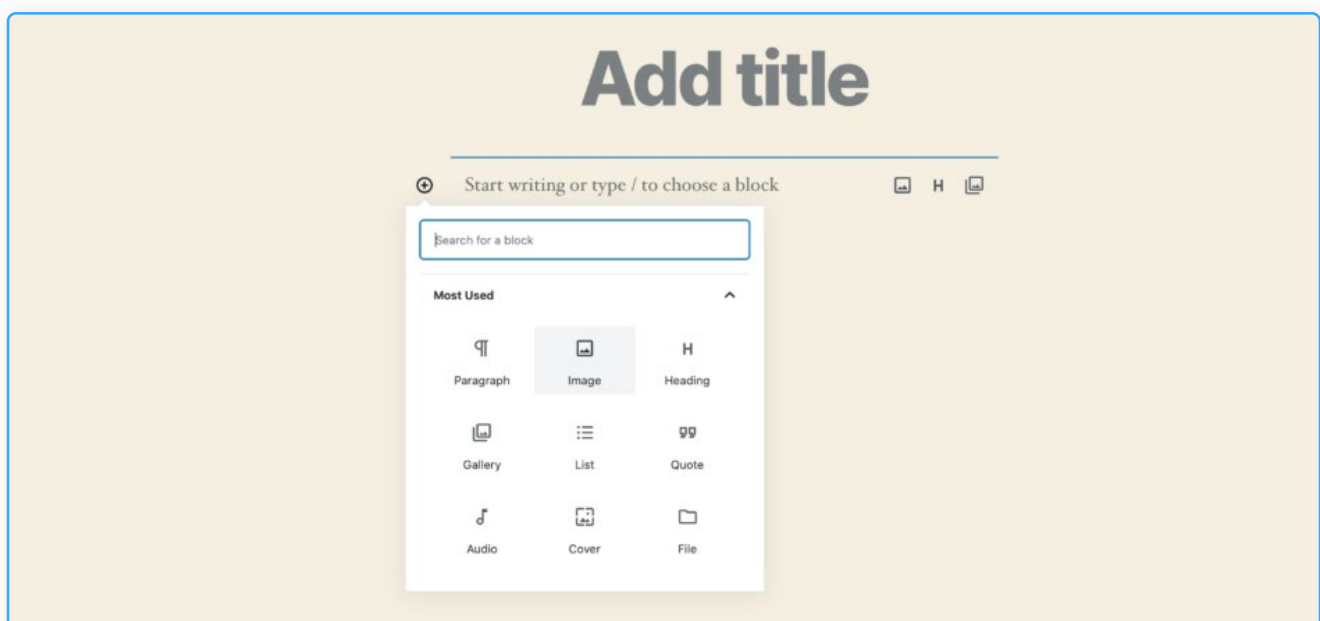 Add title
Start writing or type / to choose a block
H
Search for a block
Most Used
H
Paragraph Image Heading
Gallery List Quote
Audio Cover File